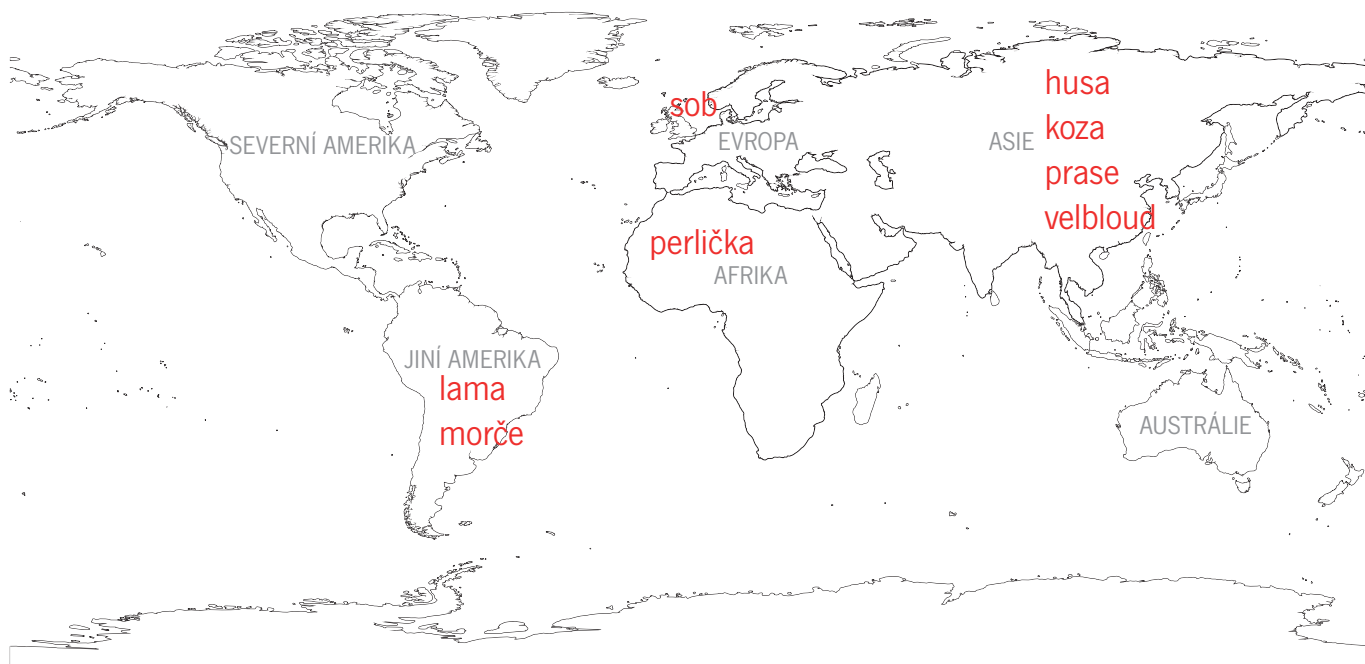 husa
sob
koza
SEVERNÍ AMERIKA
EVROPA
ASIE
prase
velbloud
perlička
AFRIKA
JINÍ AMERIKA
lama
morče
AUSTRÁLIE